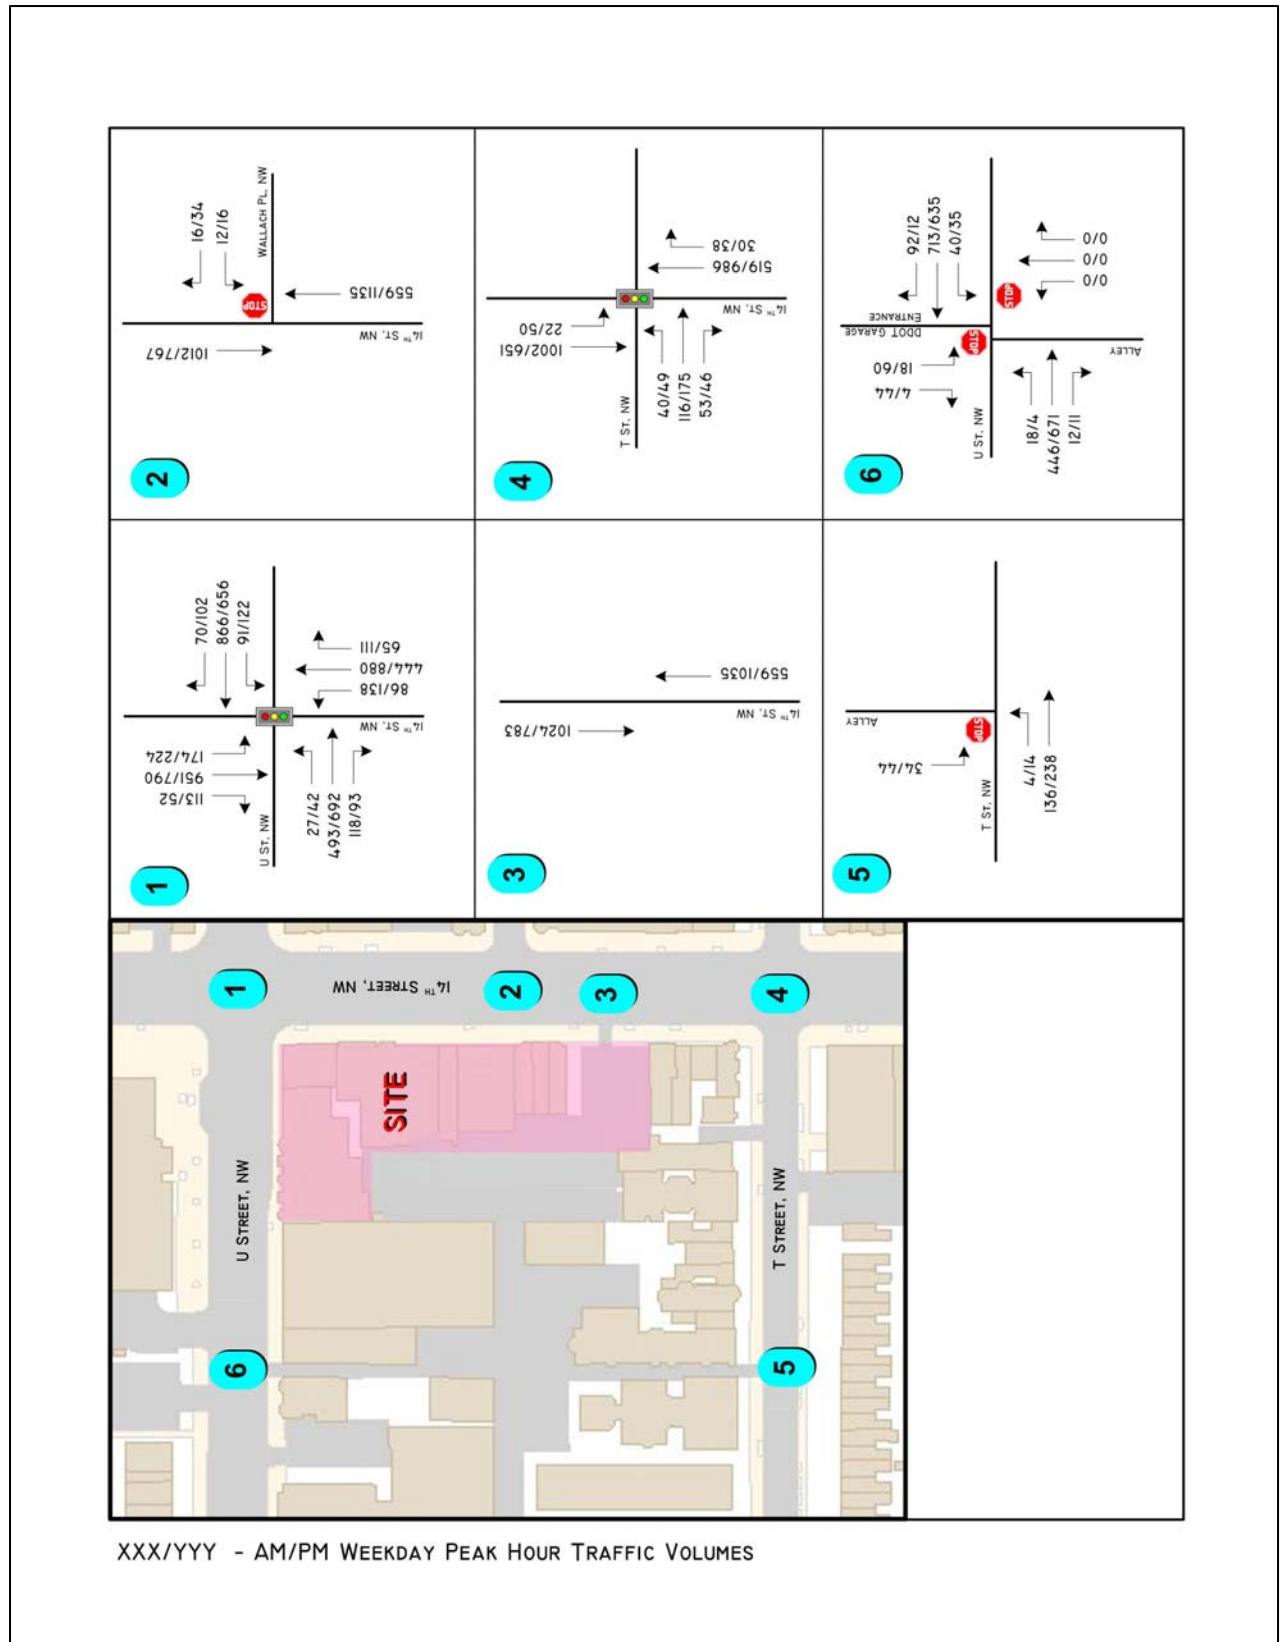 2
16/34
12/16
WALLACH PL, NW
STOP
559/1135
14TH ST, NW
1012/767
4
30/38
519/986
14TH ST, NW
22/50
1002/651
T ST, NW
40/49
116/175
53/46
6
92/12
713/635
40/35
0/0
0/0
0/0
STOP
DDOT GARAGE
ENTRANCE
STOP
18/60
4/44
U ST, NW
ALLEY
18/4
446/671
12/11
1
70/102
866/656
91/122
65/111
444/880
86/138
14TH ST, NW
174/224
951/790
113/52
U ST, NW
27/42
493/692
118/93
3
559/1035
14TH ST, NW
1024/783
5
ALLEY
STOP
34/44
T ST, NW
4/14
136/238
1
14TH STREET, NW
2
3
4
SITE
U STREET, NW
T STREET, NW
6
5
XXX/YYY - AM/PM WEEKDAY PEAK HOUR TRAFFIC VOLUMES